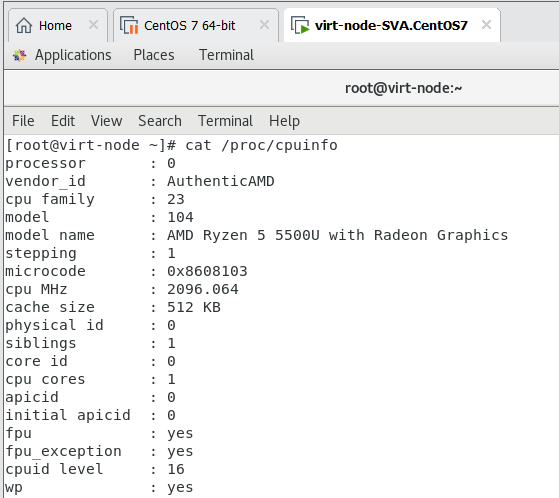 Home CentOS 7 64-bit virt-node-SVA.CentOS7
Applications Places Terminal
root@virt-node:~
File Edit View Search Terminal Help
[root@virt-node ~]# cat /proc/cpuinfo
processor : 0
vendor_id : AuthenticAMD
cpu family : 23
model : 104
model name : AMD Ryzen 5 5500U with Radeon Graphics
stepping : 1
microcode : 0x8608103
cpu MHz : 2096.064
cache size : 512 KB
physical id : 0
siblings : 1
core id : 0
cpu cores : 1
apicid : 0
initial apicid : 0
fpu : yes
fpu_exception : yes
cpuid level : 16
wp : yes